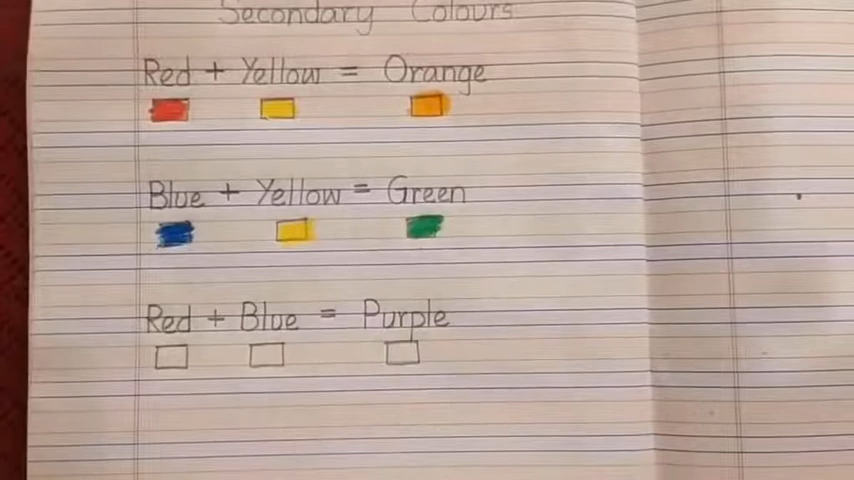 Secondary Colours
Red + Yellow = Orange
Blue + Yellow = Green
Red + Blue = Purple